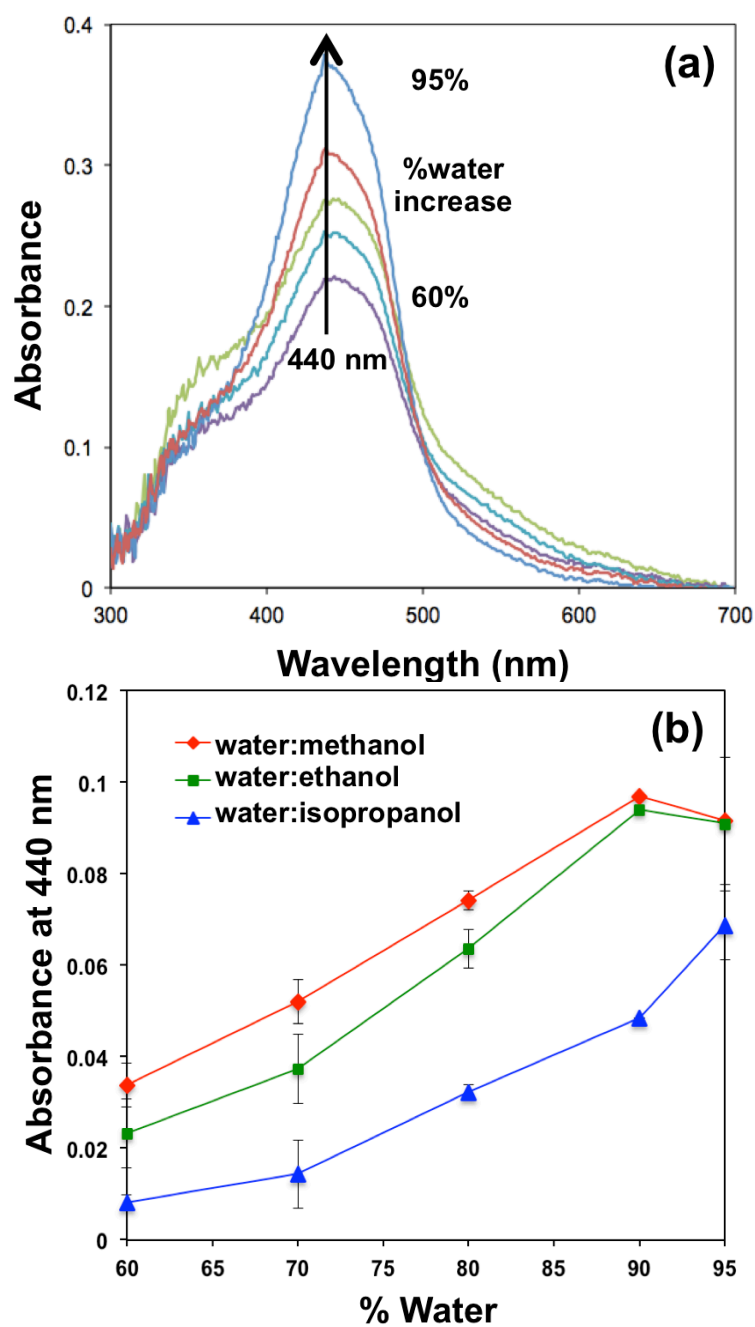 0.4
(a)
95%
0.3
%water
increase
Absorbance
60%
0.2
440 nm
0.1
0
300 400 500 600 700
Wavelength (nm)
0.12
(b)
water:methanol
water:ethanol
water:isopropanol
0.1
0.08
Absorbance at 440 nm
0.06
0.04
0.02
0
60 65 70 75 80 85 90 95
% Water